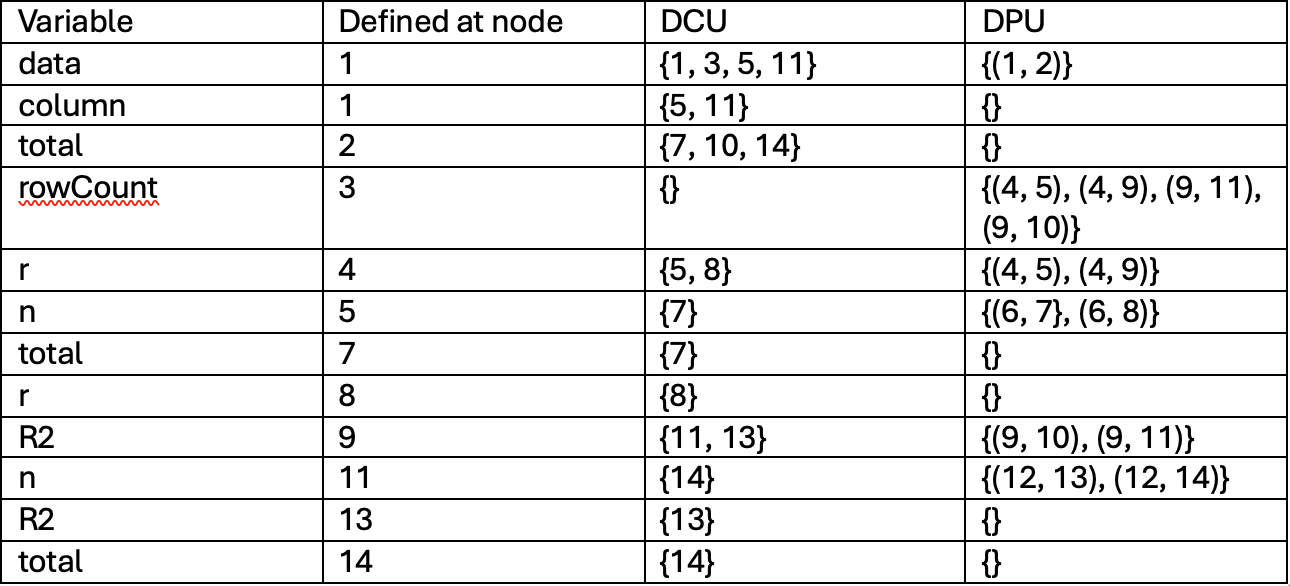 Variable Defined at node DCU DPU
data 1 {1, 3, 5, 11} {(1, 2)}
column 1 {5, 11} {}
total 2 {7, 10, 14} {}
rowCount 3 {} {(4, 5), (4, 9), (9, 11),
(9, 10)}
r 4 {5, 8} {(4, 5), (4, 9)}
n 5 {7} {(6, 7}, (6, 8)}
total 7 {7} {}
r 8 {8} {}
R2 9 {11, 13} {(9, 10), (9, 11)}
n 11 {14} {(12, 13), (12, 14)}
R2 13 {13} {}
total 14 {14} {}